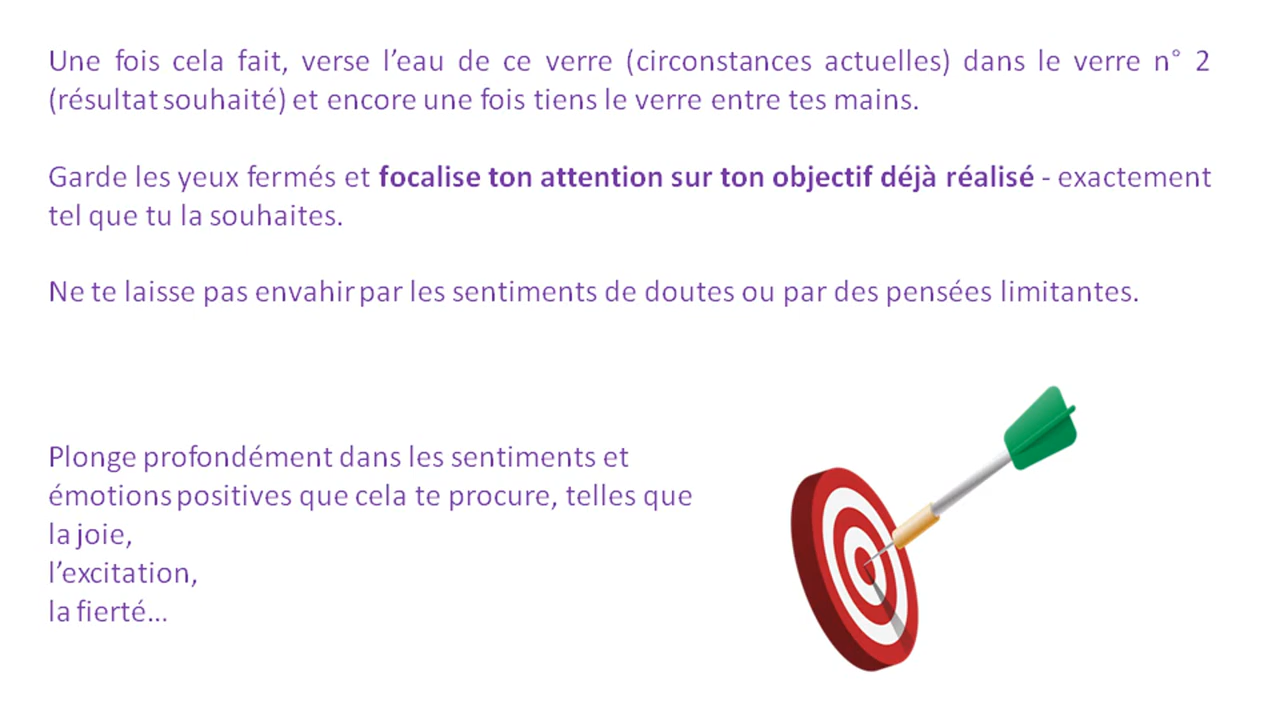 Une fois cela fait, verse l’eau de ce verre (circonstances actuelles) dans le verre n° 2
(résultat souhaité) et encore une fois tiens le verre entre tes mains.
Garde les yeux fermés et focalise ton attention sur ton objectif déjà réalisé - exactement
tel que tu la souhaites.
Ne te laisse pas envahir par les sentiments de doutes ou par des pensées limitantes.
Plonge profondément dans les sentiments et
émotions positives que cela te procure, telles que
la joie,
l’excitation,
la fierté…